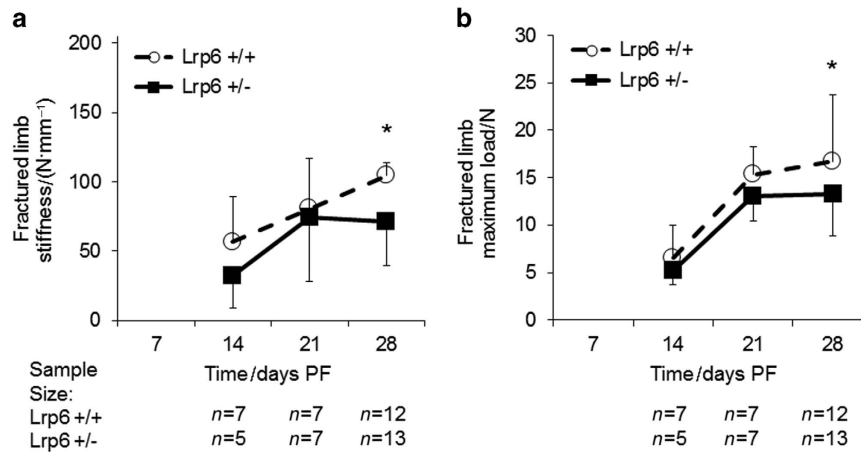 a
Fractured limb
stiffness/(N·mm⁻¹)
200
150
100
50
0
Lrp6 +/+
Lrp6 +/-
*
7 14 21 28
Time/days PF
Sample
Size:
Lrp6 +/+ n=7 n=7 n=12
Lrp6 +/- n=5 n=7 n=13
b
Fractured limb
maximum load/N
30
25
20
15
10
5
0
Lrp6 +/+
Lrp6 +/-
*
7 14 21 28
Time/days PF
n=7 n=7 n=12
n=5 n=7 n=13